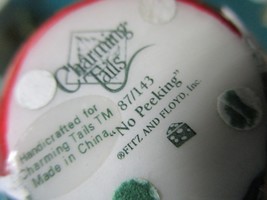 Charming
Tails
87/143
"No Peeking"
®FITZ AND FLOYD, Inc.
Handcrafted for
Charming Tails TM
Made in China